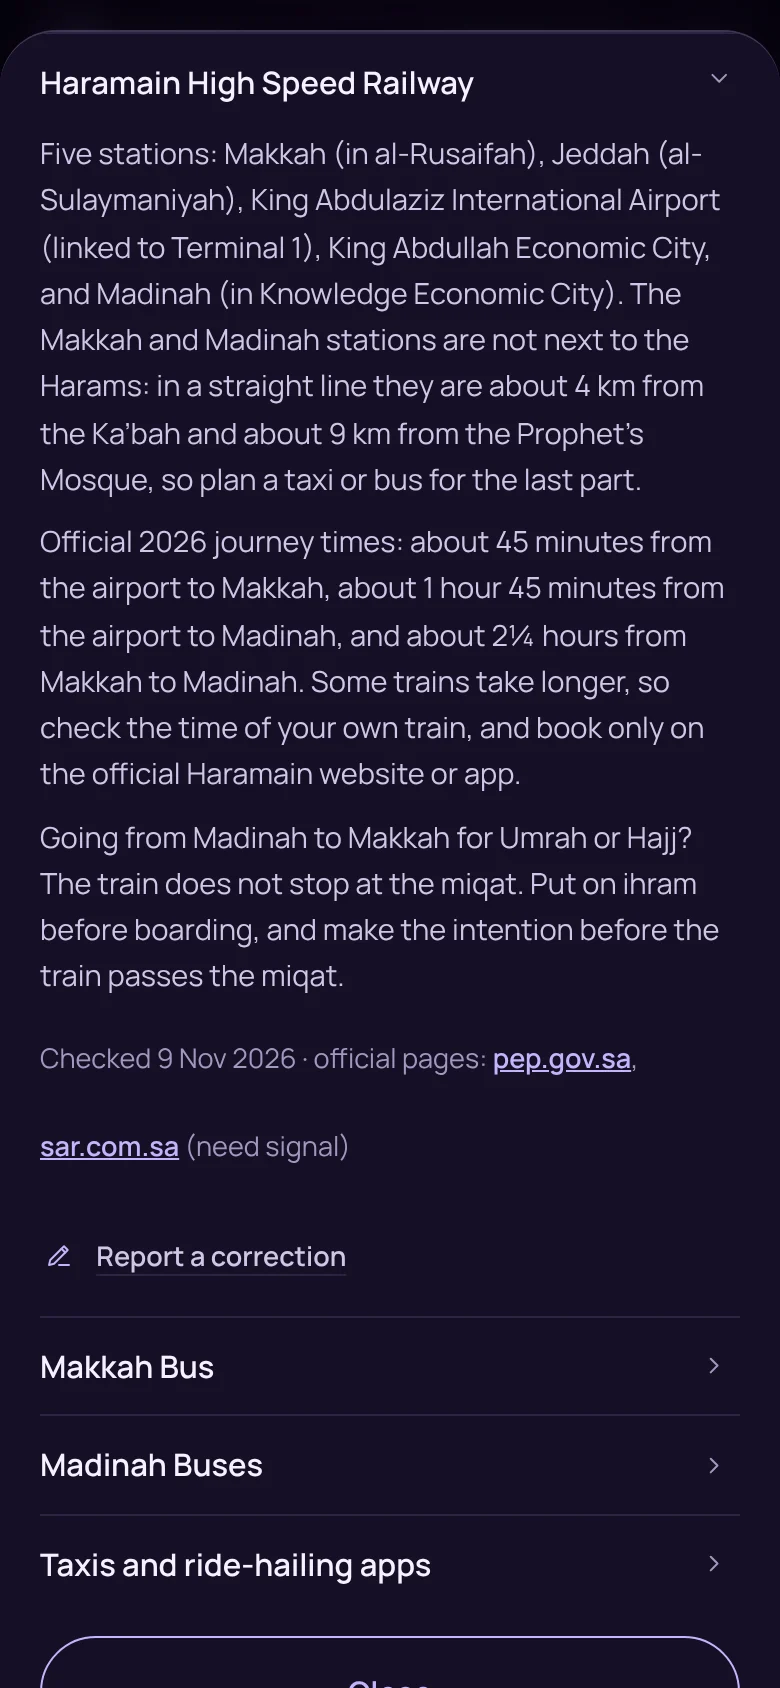 Haramain High Speed Railway
Five stations: Makkah (in al-Rusaifah), Jeddah (al-
Sulaymaniyah), King Abdulaziz International Airport
(linked to Terminal 1), King Abdullah Economic City,
and Madinah (in Knowledge Economic City). The
Makkah and Madinah stations are not next to the
Harams: in a straight line they are about 4 km from
the Ka’bah and about 9 km from the Prophet’s
Mosque, so plan a taxi or bus for the last part.
Official 2026 journey times: about 45 minutes from
the airport to Makkah, about 1 hour 45 minutes from
the airport to Madinah, and about 2¼ hours from
Makkah to Madinah. Some trains take longer, so
check the time of your own train, and book only on
the official Haramain website or app.
Going from Madinah to Makkah for Umrah or Hajj?
The train does not stop at the miqat. Put on ihram
before boarding, and make the intention before the
train passes the miqat.
Checked 9 Nov 2026 · official pages: pep.gov.sa,
sar.com.sa (need signal)
Report a correction
Makkah Bus
Madinah Buses
Taxis and ride-hailing apps